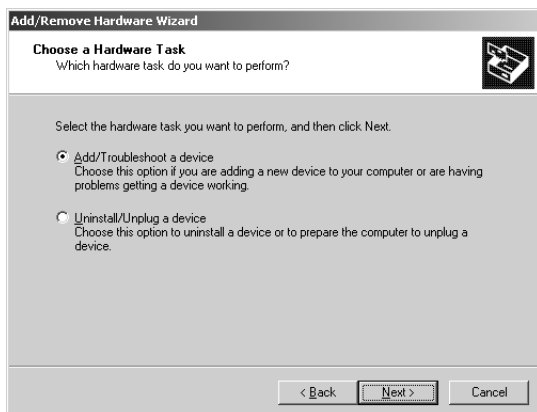 Add/Remove Hardware Wizard
Choose a Hardware Task
Which hardware task do you want to perform?
Select the hardware task you want to perform, and then click Next.
Add/Troubleshoot a device
Choose this option if you are adding a new device to your computer or are having
problems getting a device working.
Uninstall/Unplug a device
Choose this option to uninstall a device or to prepare the computer to unplug a
device.
< Back Next > Cancel